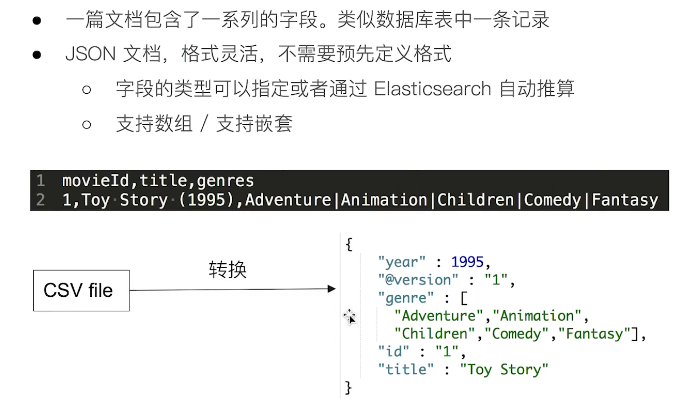 ● 一篇文档包含了一系列的字段。类似数据库表中一条记录
● JSON 文档，格式灵活，不需要预先定义格式
○ 字段的类型可以指定或者通过 Elasticsearch 自动推算
○ 支持数组 / 支持嵌套
1 movieId,title,genres
2 1,Toy·Story·(1995),Adventure|Animation|Children|Comedy|Fantasy
CSV file
转换
{
"year" : 1995,
"@version" : "1",
"genre" : [
"Adventure","Animation",
"Children","Comedy","Fantasy"],
"id" : "1",
"title" : "Toy Story"
}